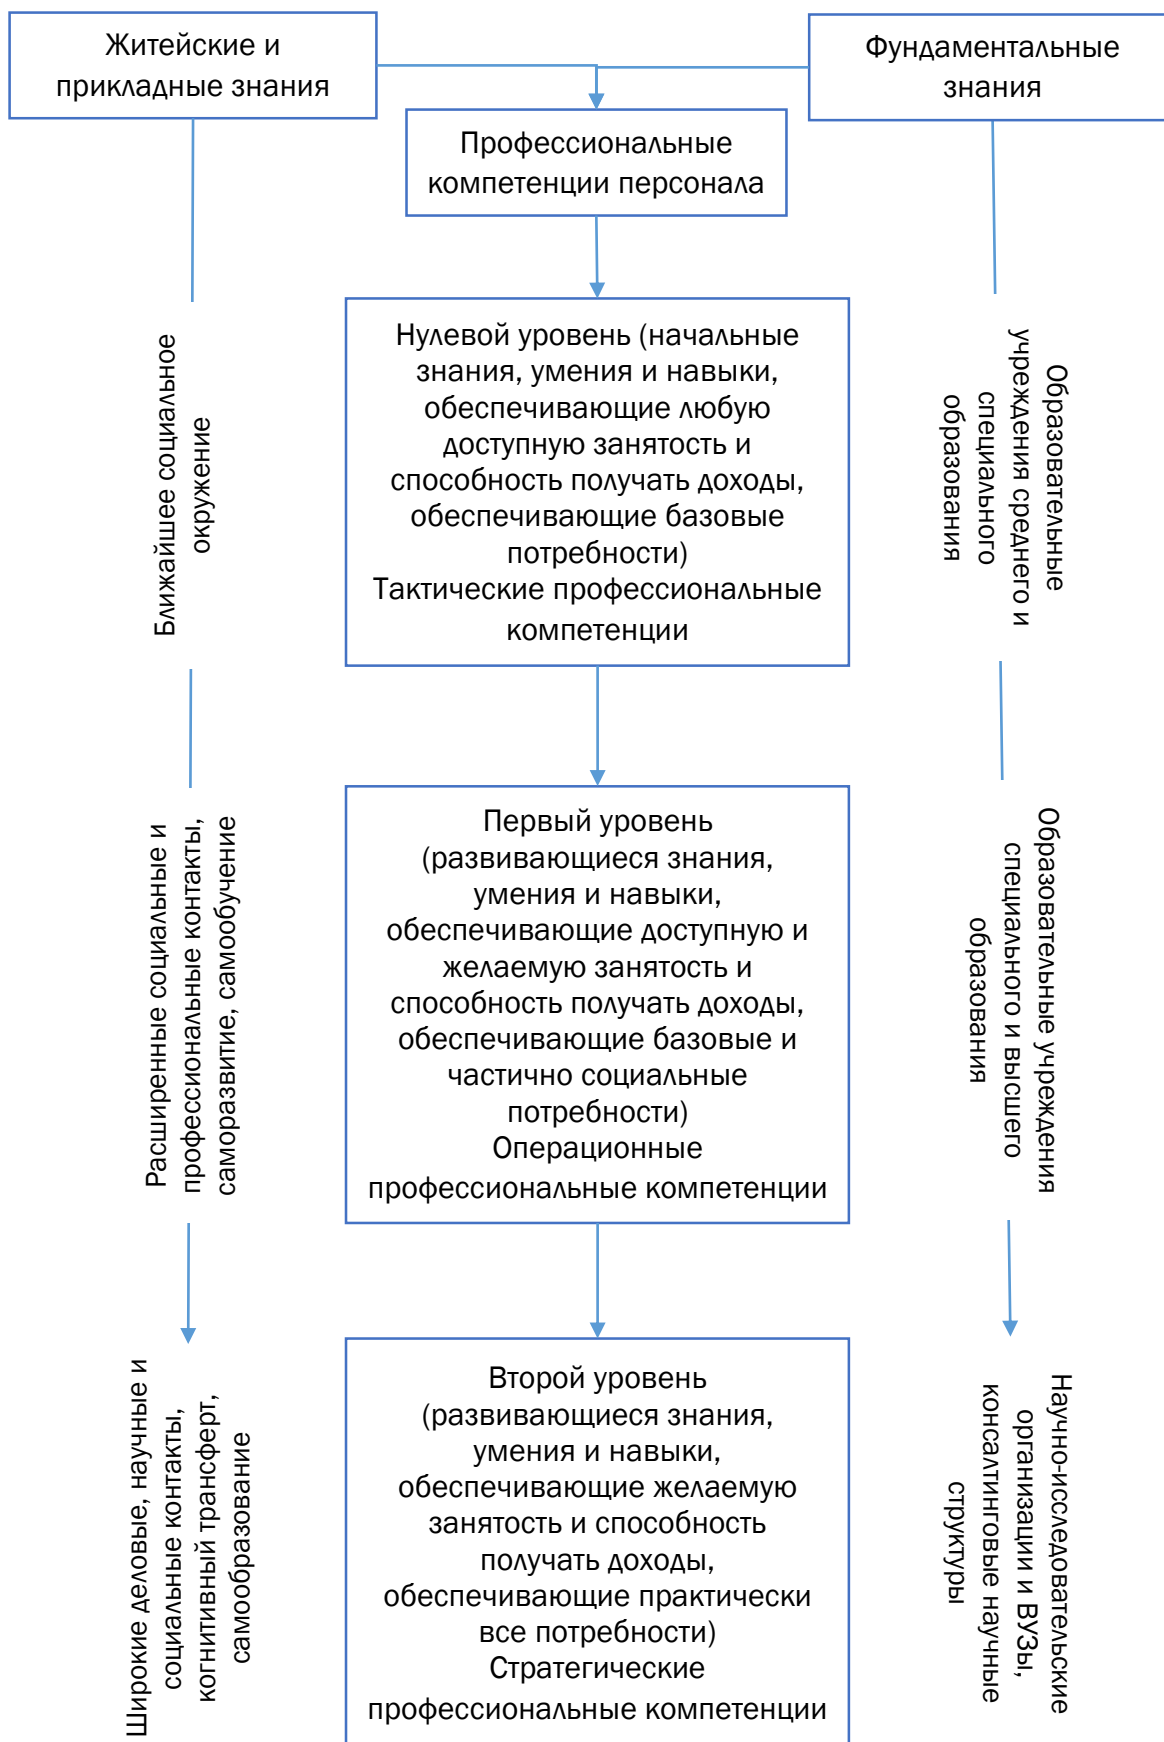 Житейские и
прикладные знания
Фундаментальные
знания
Профессиональные
компетенции персонала
Ближайшее социальное
окружение
Нулевой уровень (начальные
знания, умения и навыки,
обеспечивающие любую
доступную занятость и
способность получать доходы,
обеспечивающие базовые
потребности)
Тактические профессиональные
компетенции
Образовательные
учреждения среднего и
специального
образования
Расширенные социальные и
профессиональные контакты,
саморазвитие, самообучение
Первый уровень
(развивающиеся знания,
умения и навыки,
обеспечивающие доступную и
желаемую занятость и
способность получать доходы,
обеспечивающие базовые и
частично социальные
потребности)
Операционные
профессиональные компетенции
Образовательные учреждения
специального и высшего
образования
Широкие деловые, научные и
социальные контакты,
когнитивный трансферт,
самообразование
Второй уровень
(развивающиеся знания,
умения и навыки,
обеспечивающие желаемую
занятость и способность
получать доходы,
обеспечивающие практически
все потребности)
Стратегические
профессиональные компетенции
Научно-исследовательские
организации и ВУЗы,
консалтинговые научные
структуры